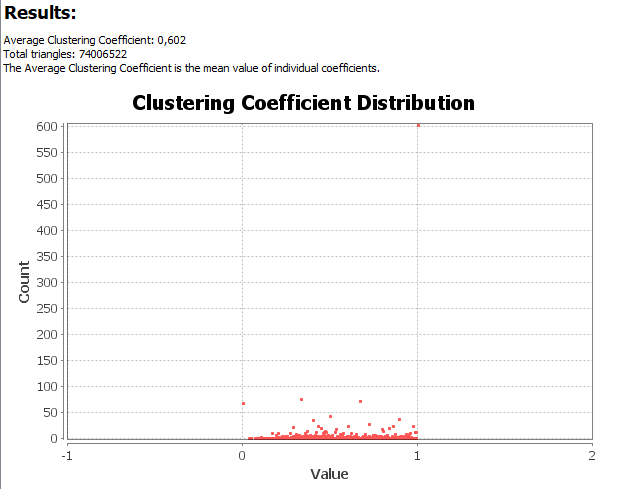 Results:
Average Clustering Coefficient: 0,602
Total triangles: 74006522
The Average Clustering Coefficient is the mean value of individual coefficients.
Clustering Coefficient Distribution
600
550
500
450
400
350
300
250
200
150
100
50
0
Count
-1 0 1 2
Value